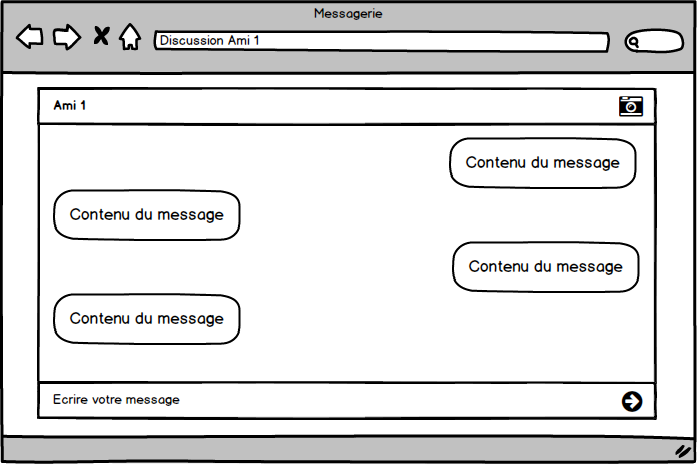 Messagerie
Discussion Ami 1
Ami 1
Contenu du message
Contenu du message
Contenu du message
Contenu du message
Ecrire votre message